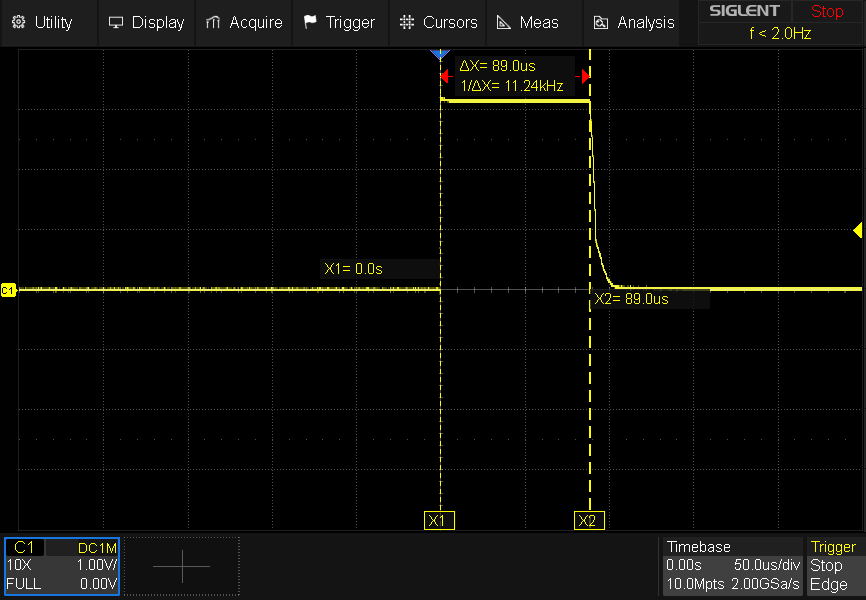 Utility Display Acquire Trigger Cursors Meas Analysis SIGLENT Stop
f < 2.0Hz
ΔX= 89.0us
1/ΔX= 11.24kHz
X1= 0.0s
C1
X2= 89.0us
X1 X2
C1 DC1M
10X 1.00V/
FULL 0.00V
Timebase
0.00s 50.0us/div
10.0Mpts 2.00GSa/s
Trigger
Stop
Edge